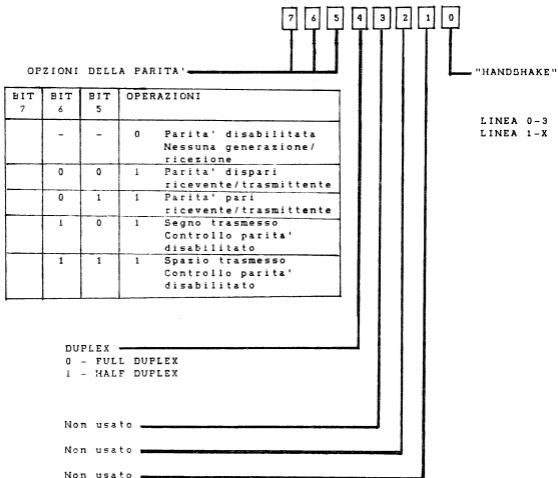 7 6 5 4 3 2 1 0
OPZIONI DELLA PARITA'
"HANDSHAKE"
LINEA 0-3
LINEA 1-X
BIT BIT BIT OPERAZIONI
7 6 5
- - 0 Parita' disabilitata
Nessuna generazione/
ricezione
0 0 1 Parita' dispari
ricevente/trasmittente
0 1 1 Parita' pari
ricevente/trasmittente
1 0 1 Segno trasmesso
Controllo parita'
disabilitato
1 1 1 Spazio trasmesso
Controllo parita'
disabilitato
DUPLEX
0 - FULL DUPLEX
1 - HALF DUPLEX
Non usato
Non usato
Non usato